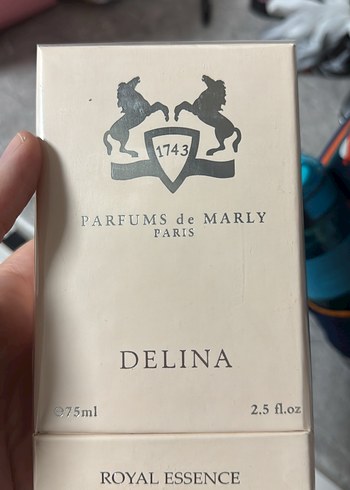 1743
PARFUMS de MARLY
PARIS
DELINA
℮75ml 2.5 fl.oz
ROYAL ESSENCE